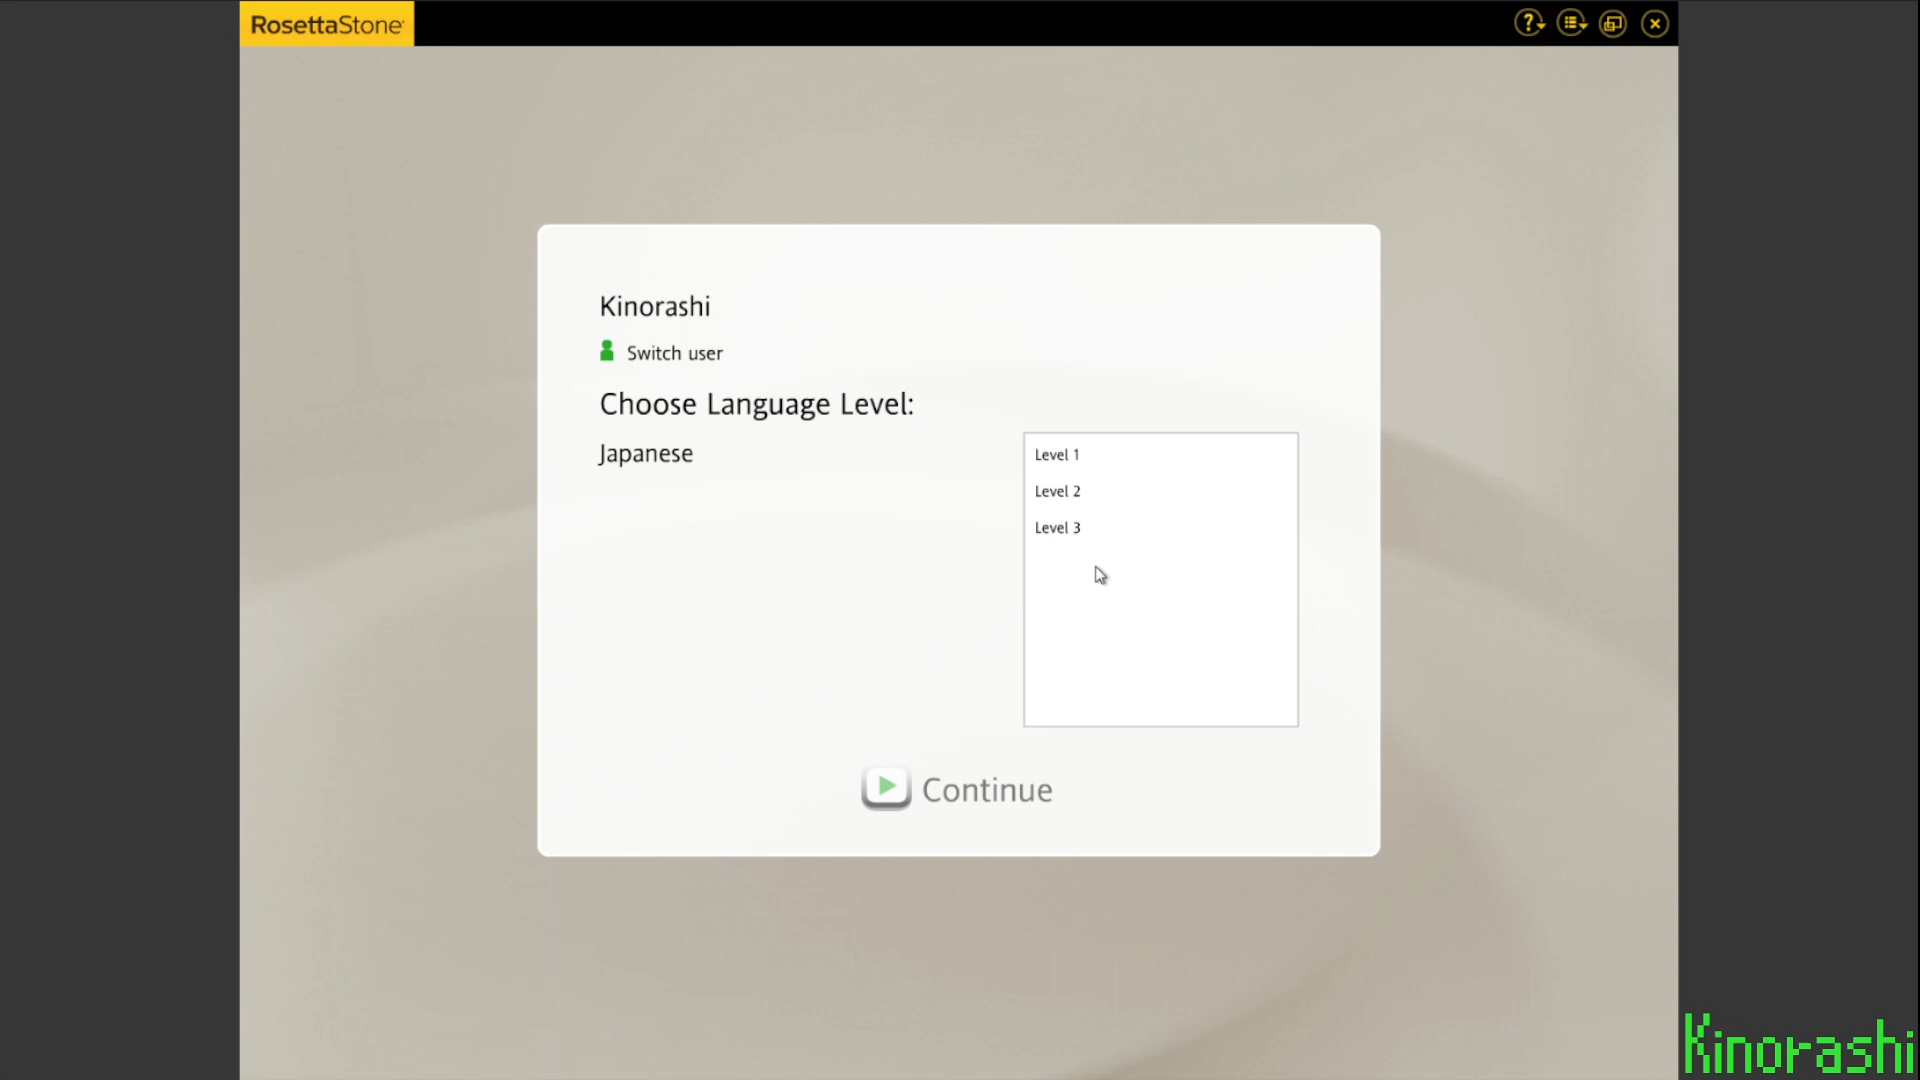 RosettaStone
Kinorashi
Switch user
Choose Language Level:
Japanese
Level 1
Level 2
Level 3
Continue
Kinorashi